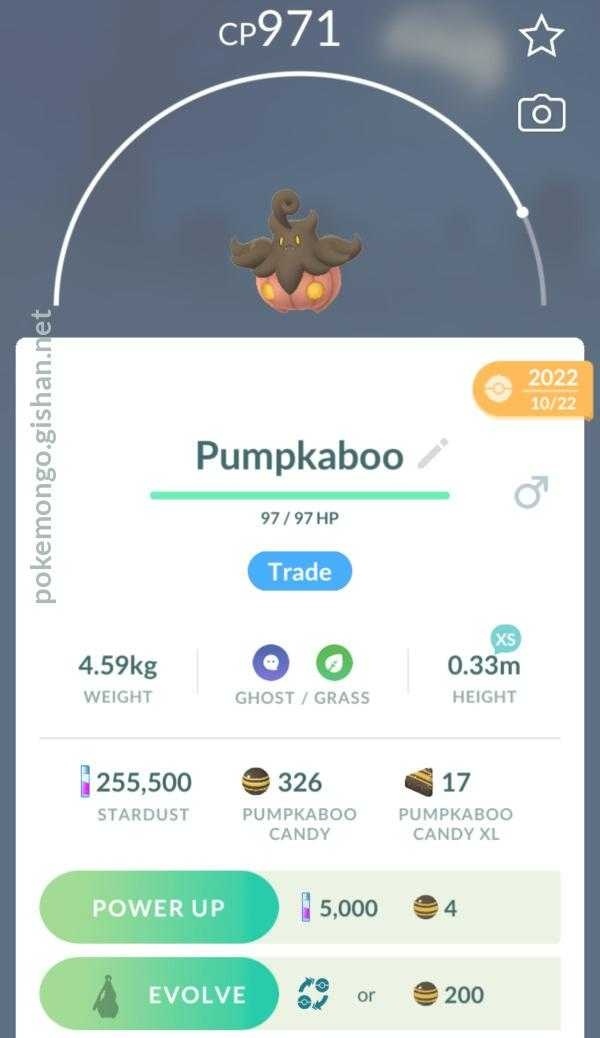 CP971
2022
10/22
Pumpkaboo
97 / 97 HP
Trade
XS
4.59kg
WEIGHT
GHOST / GRASS
0.33m
HEIGHT
255,500
STARDUST
326
PUMPKABOO
CANDY
17
PUMPKABOO
CANDY XL
POWER UP 5,000 4
EVOLVE or 200
pokemongo.gishan.net